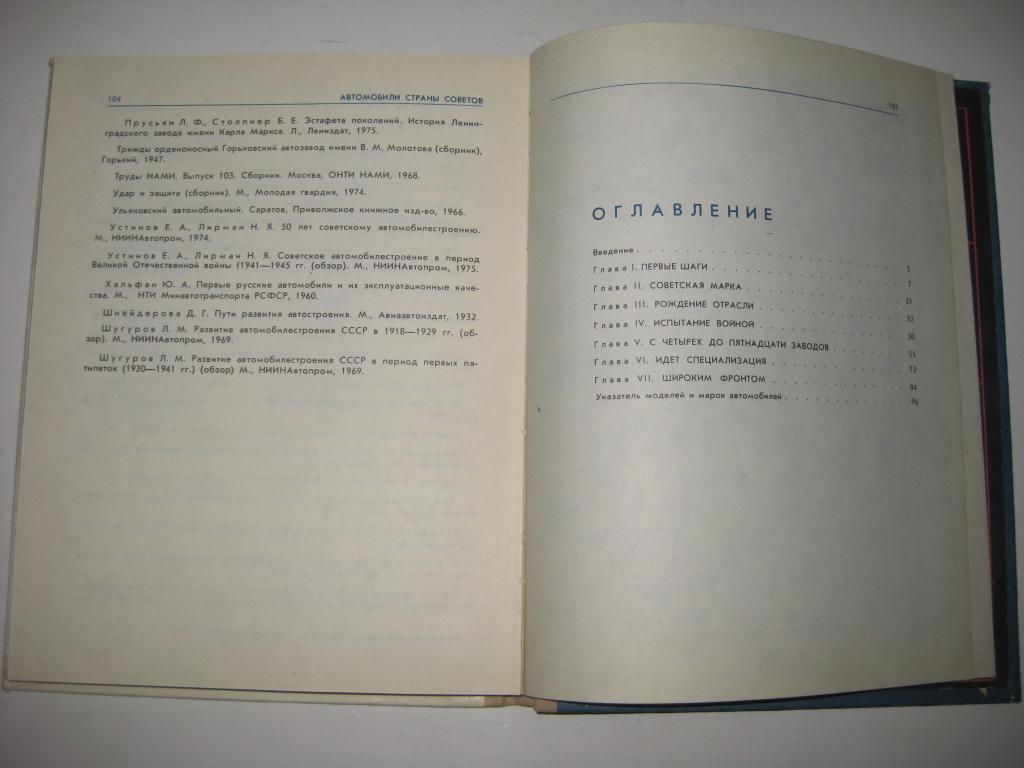 104 АВТОМОБИЛИ СТРАНЫ СОВЕТОВ
Прусьян Л. Ф., Столпнер Б. Е. Эстафета поколений. История Ленин-
градского завода имени Карла Маркса. Л., Лениздат, 1975.
Трижды орденоносный Горьковский автозавод имени В. М. Молотова (сборник),
Горький, 1947.
Труды НАМИ. Выпуск 103. Сборник. Москва, ОНТИ НАМИ, 1968.
Удар и защита (сборник). М., Молодая гвардия, 1974.
Ульяновский автомобильный. Саратов, Приволжское книжное изд-во, 1966.
Устинов Е. А., Лирман Н. Я. 50 лет советскому автомобилестроению.
М., НИИНАвтопром, 1974.
Устинов Е. А., Лирман Н. Я. Советское автомобилестроение в период
Великой Отечественной войны (1941—1945 гг. (обзор). М., НИИНАвтопром, 1975.
Хальфан Ю. А. Первые русские автомобили и их эксплуатационные каче-
ства. М., НТИ Минавтотранспорта РСФСР, 1960.
Шнейдерова Д. Г. Пути развития автостроения. М., Авиаавтоиздат, 1932.
Шугуров Л. М. Развитие автомобилестроения СССР в 1918—1929 гг. (об-
зор). М., НИИНАвтопром, 1969.
Шугуров Л. М. Развитие автомобилестроения СССР в период первых пя-
тилеток (1930—1941 гг.) (обзор) М., НИИНАвтопром, 1969.
105
ОГЛАВЛЕНИЕ
Введение . . . 5
Глава I. ПЕРВЫЕ ШАГИ . . . 7
Глава II. СОВЕТСКАЯ МАРКА . . . 21
Глава III. РОЖДЕНИЕ ОТРАСЛИ . . . 32
Глава IV. ИСПЫТАНИЕ ВОЙНОЙ . . . 50
Глава V. С ЧЕТЫРЕХ ДО ПЯТНАДЦАТИ ЗАВОДОВ . . . 55
Глава VI. ИДЕТ СПЕЦИАЛИЗАЦИЯ . . . 72
Глава VII. ШИРОКИМ ФРОНТОМ . . . 84
Указатель моделей и марок автомобилей . . . 96